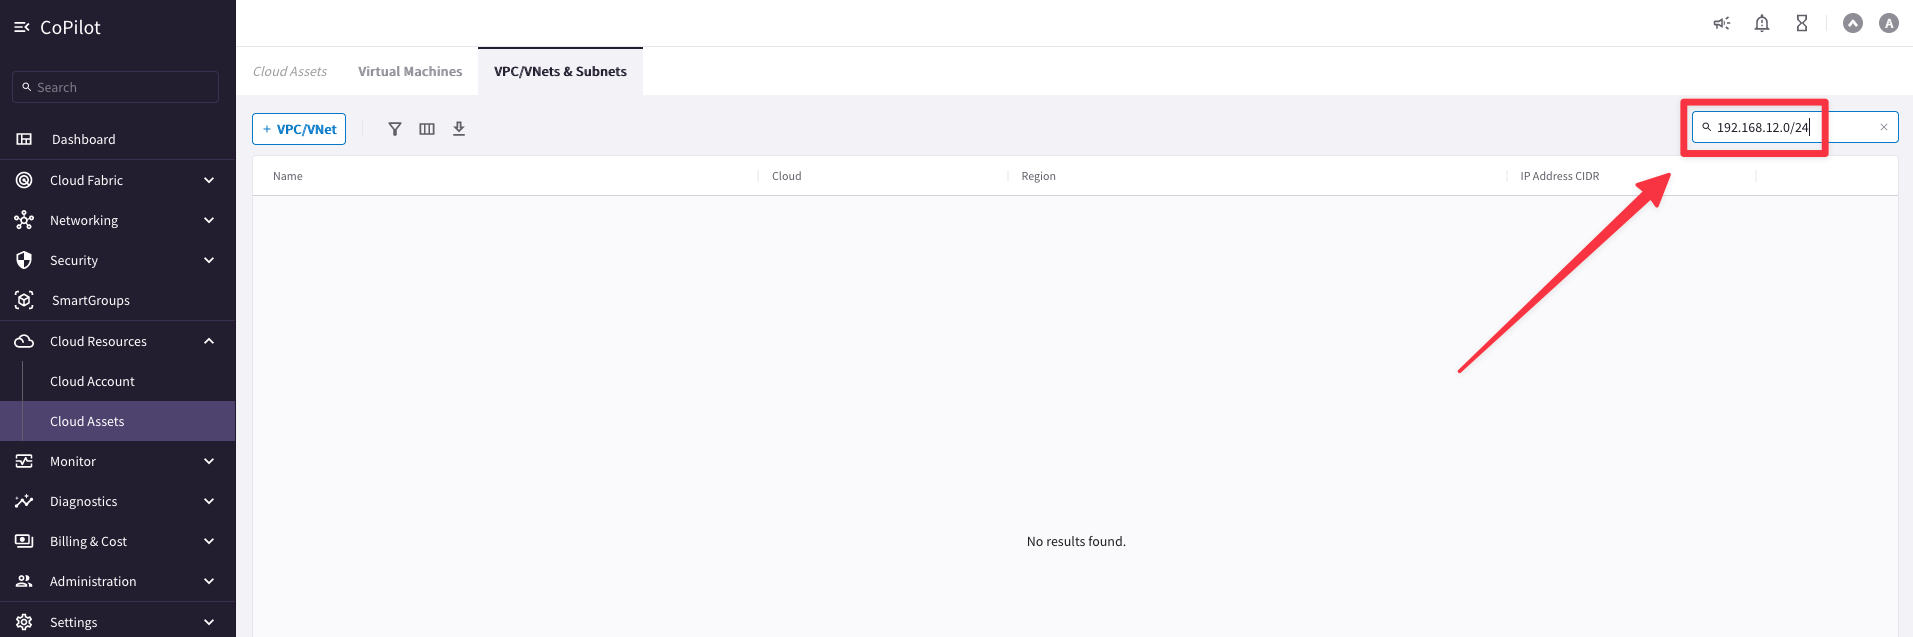 CoPilot
Search
Dashboard
Cloud Fabric
Networking
Security
SmartGroups
Cloud Resources
Cloud Account
Cloud Assets
Monitor
Diagnostics
Billing & Cost
Administration
Settings
A
Cloud Assets Virtual Machines VPC/VNets & Subnets
+ VPC/VNet
192.168.12.0/24
Name Cloud Region IP Address CIDR
No results found.